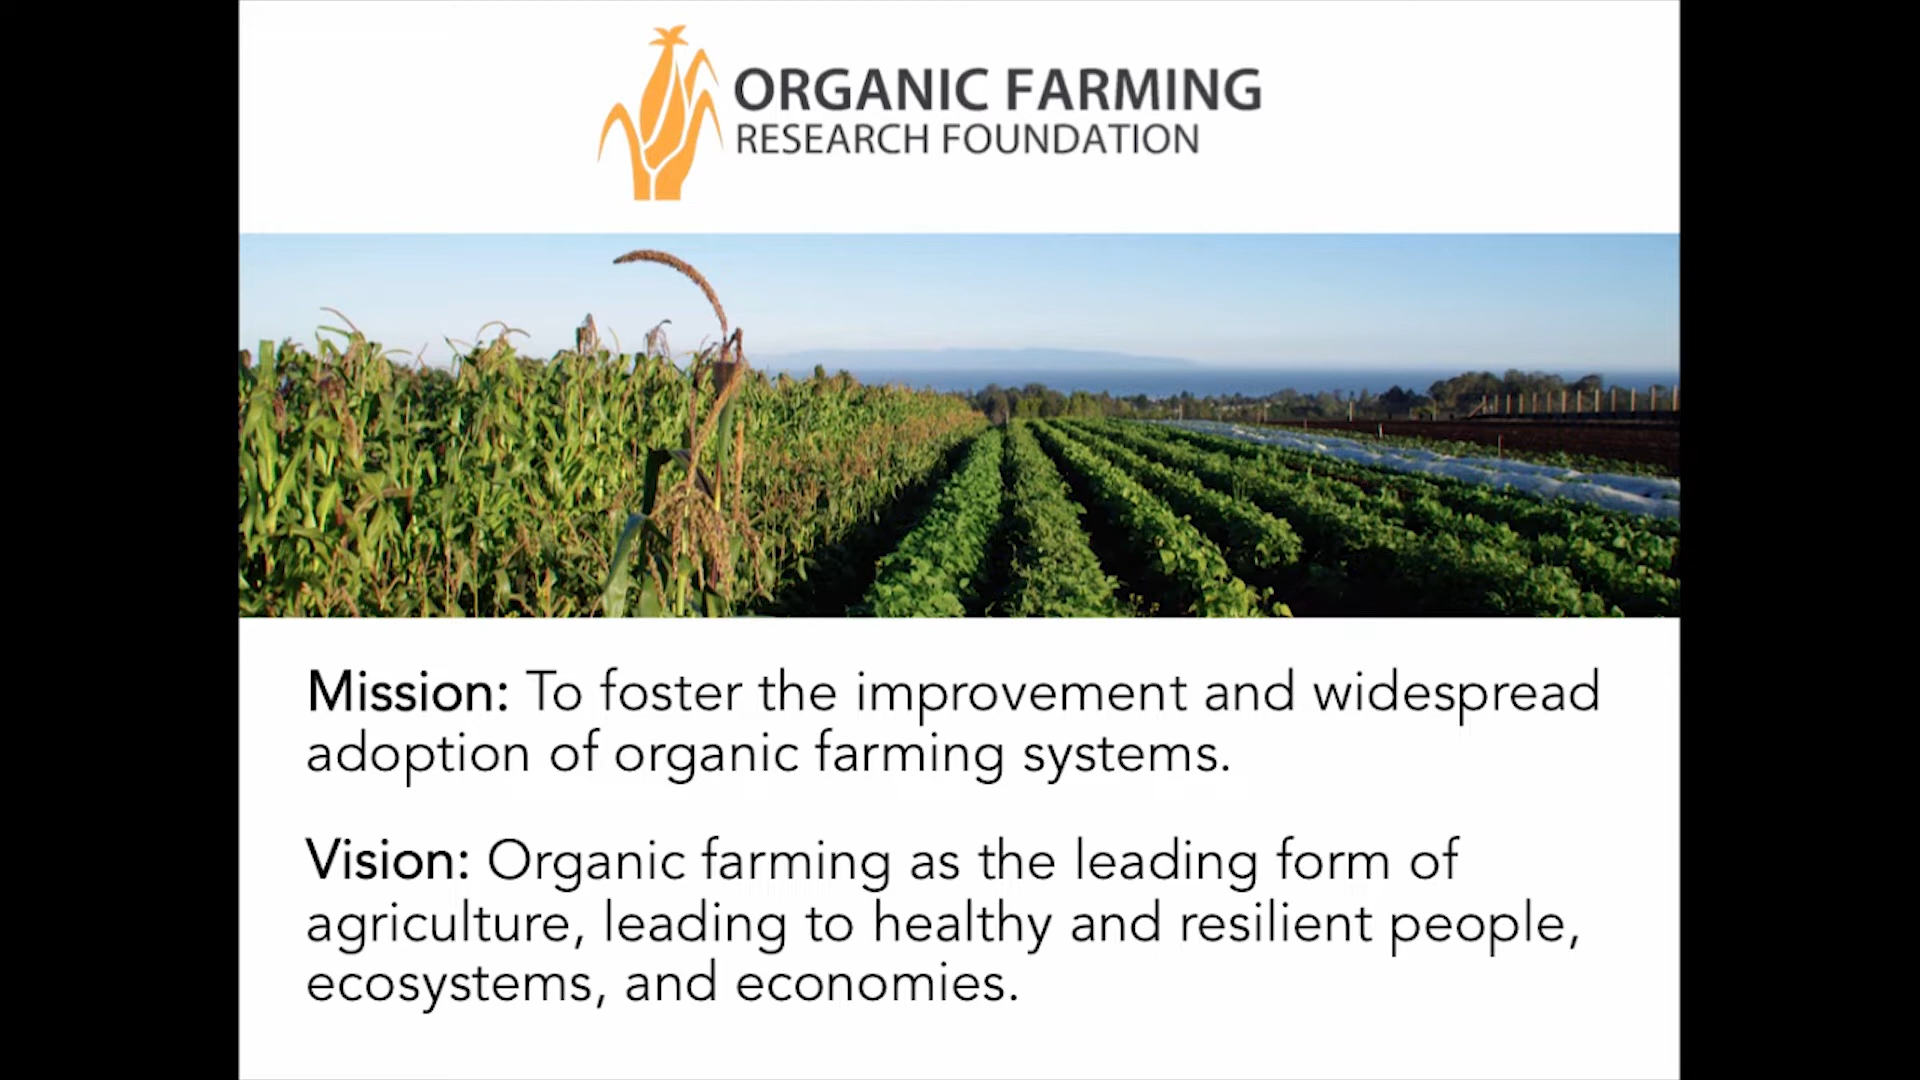 ORGANIC FARMING
RESEARCH FOUNDATION
Mission: To foster the improvement and widespread
adoption of organic farming systems.
Vision: Organic farming as the leading form of
agriculture, leading to healthy and resilient people,
ecosystems, and economies.